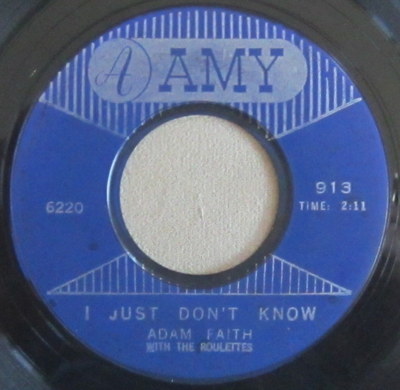 A AMY
913
6220 TIME: 2:11
I JUST DON'T KNOW
ADAM FAITH
WITH THE ROULETTES